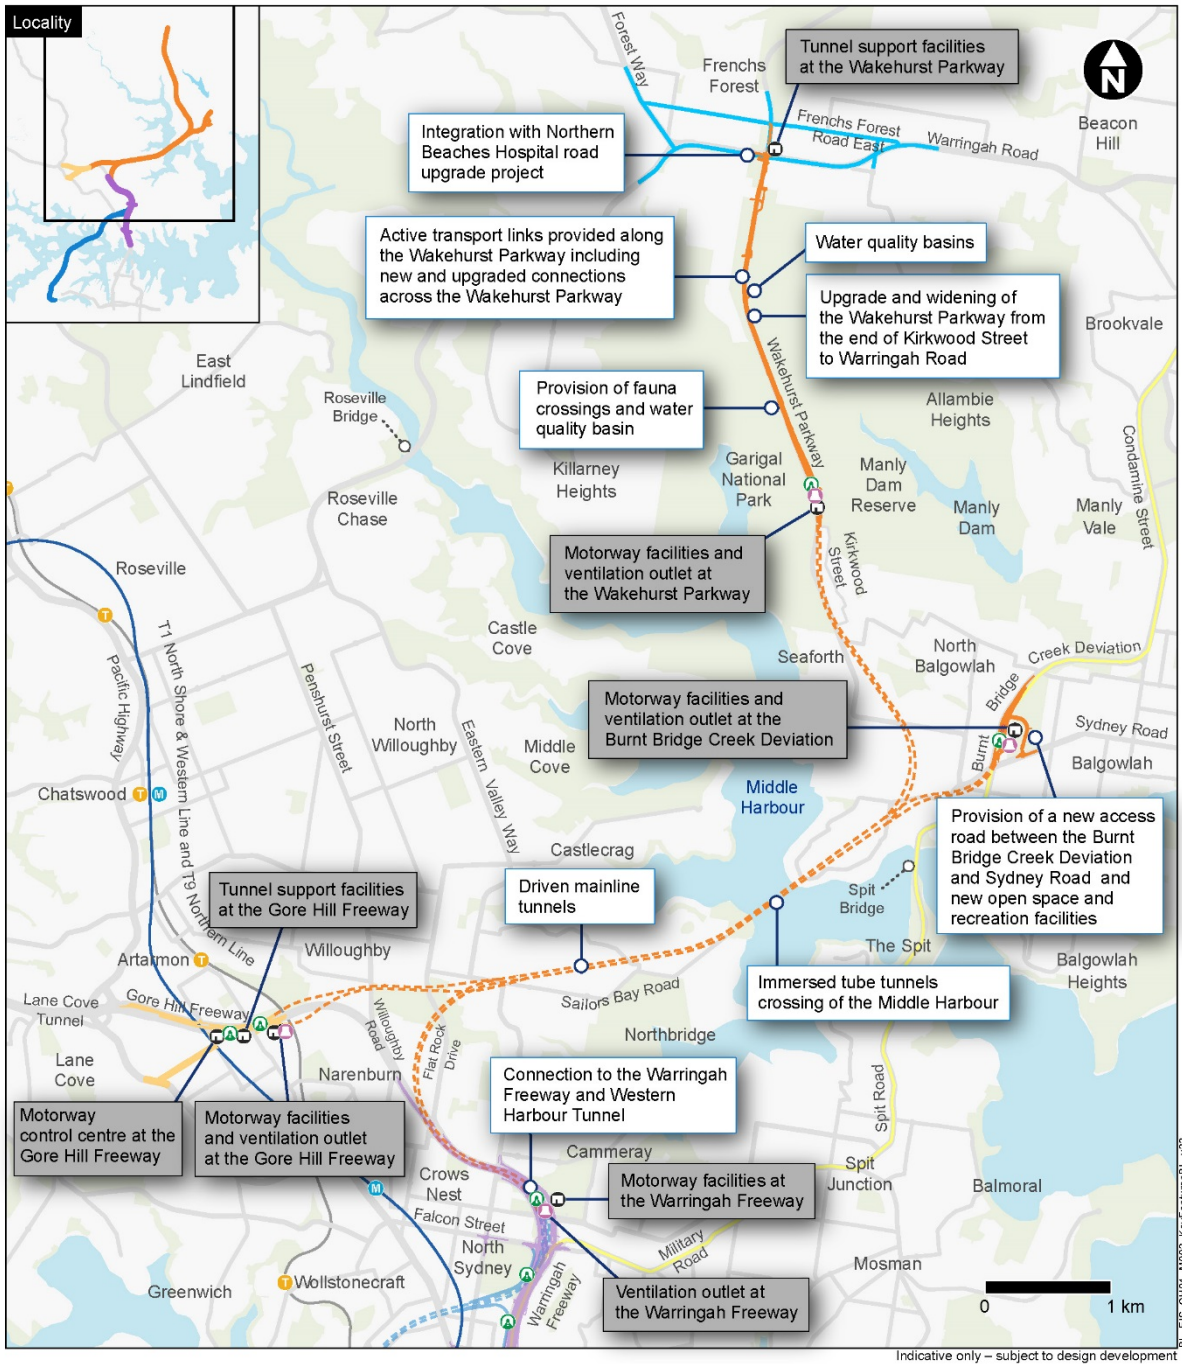 Locality
Forest Way
Frenchs
Forest
Tunnel support facilities
at the Wakehurst Parkway
N
Beacon
Hill
Integration with Northern
Beaches Hospital road
upgrade project
Frenchs Forest
Road East
Warringah Road
Active transport links provided along
the Wakehurst Parkway including
new and upgraded connections
across the Wakehurst Parkway
Water quality basins
Upgrade and widening of
the Wakehurst Parkway from
the end of Kirkwood Street
to Warringah Road
Brookvale
East
Lindfield
Roseville
Bridge
Provision of fauna
crossings and water
quality basin
Wakehurst Parkway
Allambie
Heights
Condamine Street
Killarney
Heights
Garigal
National
Park
Manly
Dam
Reserve
Manly
Dam
Manly
Vale
Roseville
Chase
Motorway facilities and
ventilation outlet at
the Wakehurst Parkway
Kirkwood
Street
Roseville
T
T1 North Shore & Western Line and T9 Northern Line
Pacific Highway
Penshurst Street
Castle
Cove
Seaforth
North
Balgowlah
Burnt Bridge Creek Deviation
Motorway facilities and
ventilation outlet at the
Burnt Bridge Creek Deviation
Sydney Road
Balgowlah
North
Willoughby
Eastern Valley Way
Middle
Cove
Middle
Harbour
Chatswood T M
Provision of a new access
road between the Burnt
Bridge Creek Deviation
and Sydney Road and
new open space and
recreation facilities
Castlecrag
Tunnel support facilities
at the Gore Hill Freeway
Driven mainline
tunnels
Spit
Bridge
The Spit
Willoughby
Artarmon T
Balgowlah
Heights
Immersed tube tunnels
crossing of the Middle Harbour
Lane Cove
Tunnel
Gore Hill Freeway
Willoughby
Road
Flat Rock
Drive
Sailors Bay Road
Northbridge
Lane
Cove
Narenburn
Connection to the Warringah
Freeway and Western
Harbour Tunnel
Spit Road
Motorway
control centre at the
Gore Hill Freeway
Motorway facilities
and ventilation outlet
at the Gore Hill Freeway
Cammeray
Crows
Nest
M
Motorway facilities at
the Warringah Freeway
Spit
Junction
Balmoral
Falcon Street
North
Sydney
Military
Road
Mosman
Warringah
Freeway
Ventilation outlet at
the Warringah Freeway
Greenwich
T Wollstonecraft
0 1 km
Indicative only – subject to design development